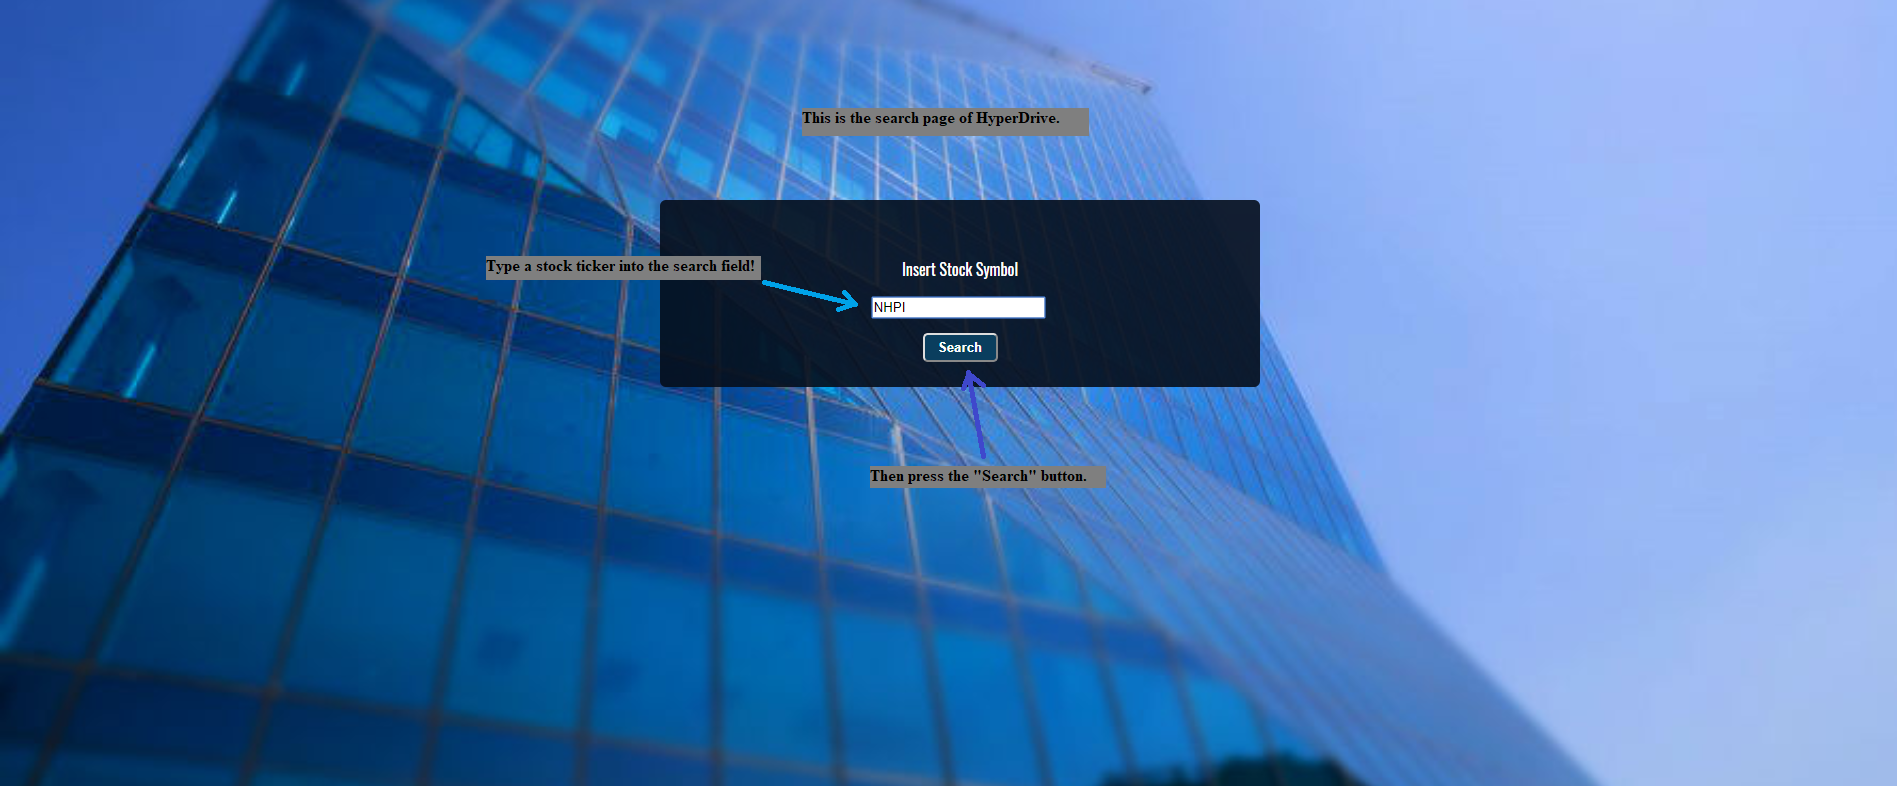 This is the search page of HyperDrive.
Type a stock ticker into the search field!
Insert Stock Symbol
NHPI
Search
Then press the "Search" button.